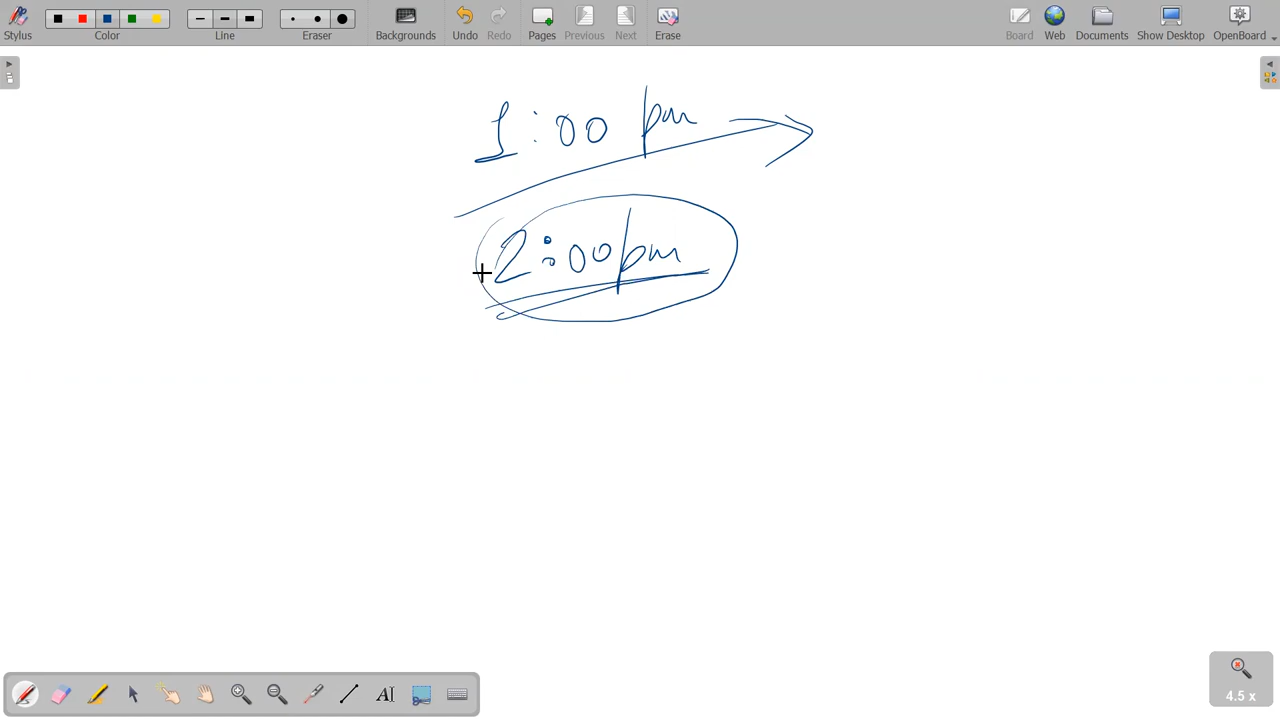 Stylus Color Line Eraser Backgrounds Undo Redo Pages Previous Next Erase Board Web Documents Show Desktop OpenBoard
1:00 pm
2:00 pm
AI
4.5 x